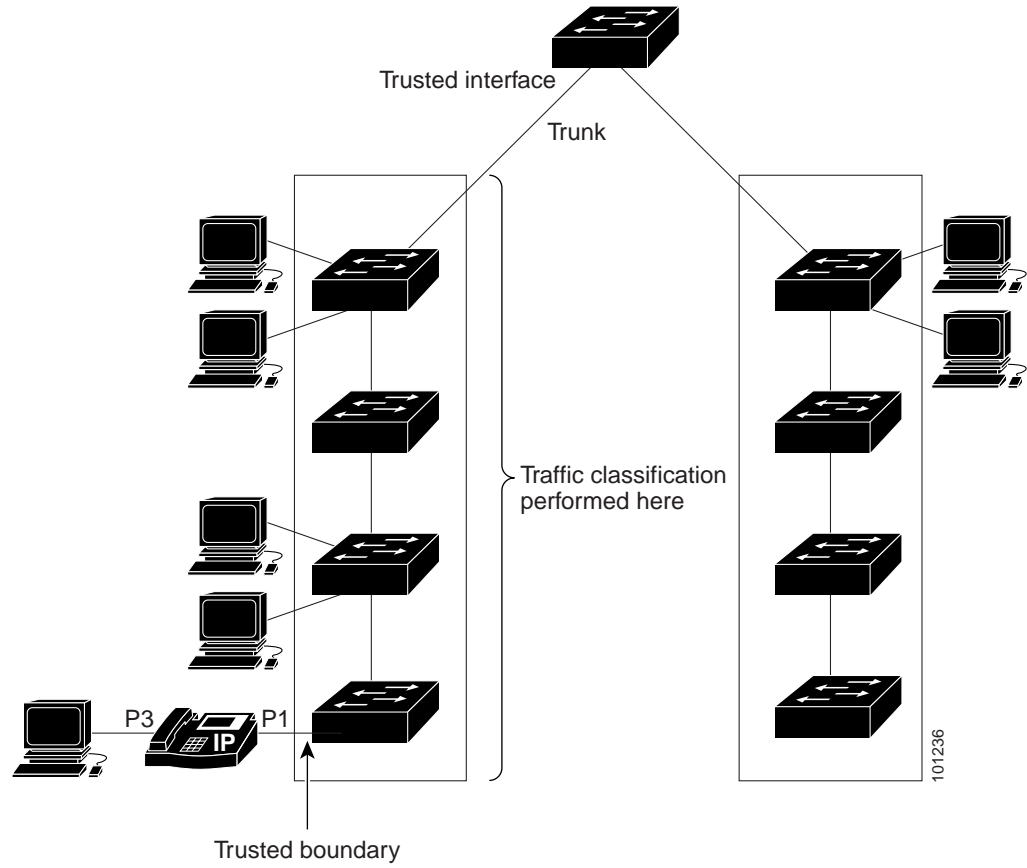 Trusted interface
Trunk
Traffic classification
performed here
P3
IP
P1
101236
Trusted boundary